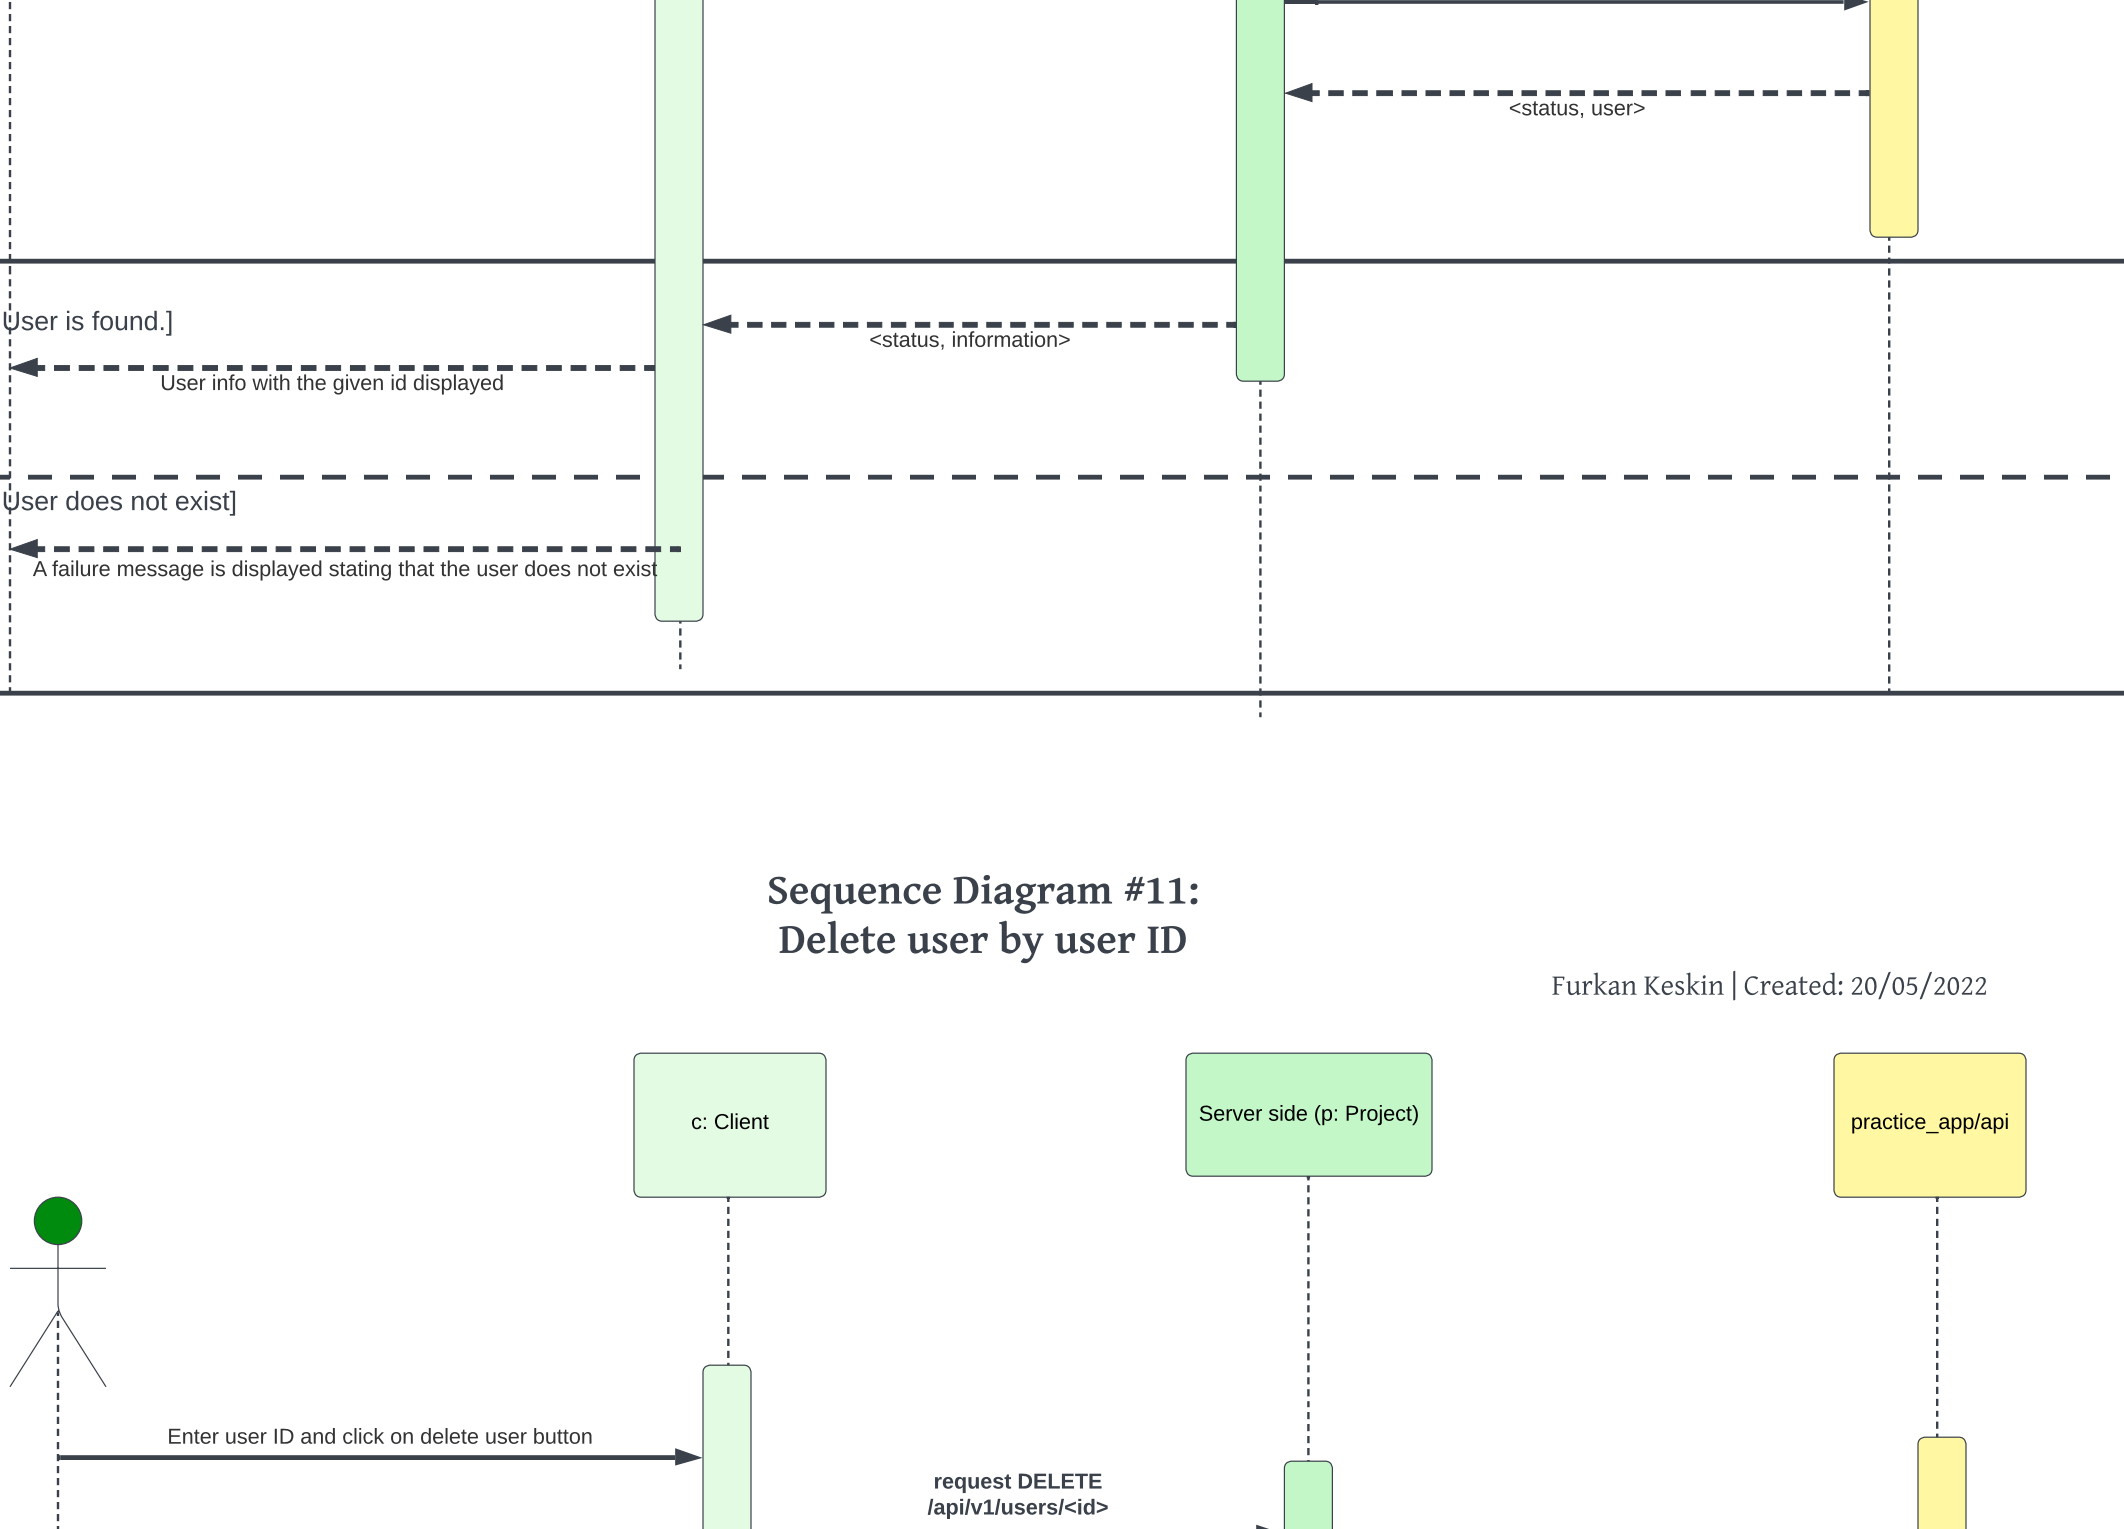 <status, user>
User is found.]
<status, information>
User info with the given id displayed
User does not exist]
A failure message is displayed stating that the user does not exist
Sequence Diagram #11:
Delete user by user ID
Furkan Keskin | Created: 20/05/2022
c: Client
Server side (p: Project)
practice_app/api
Enter user ID and click on delete user button
request DELETE
/api/v1/users/<id>